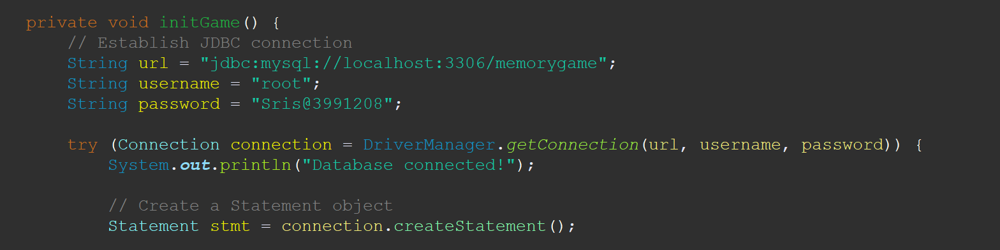 private void initGame() {
    // Establish JDBC connection
    String url = "jdbc:mysql://localhost:3306/memorygame";
    String username = "root";
    String password = "Sris@3991208";

    try (Connection connection = DriverManager.getConnection(url, username, password)) {
        System.out.println("Database connected!");

        // Create a Statement object
        Statement stmt = connection.createStatement();